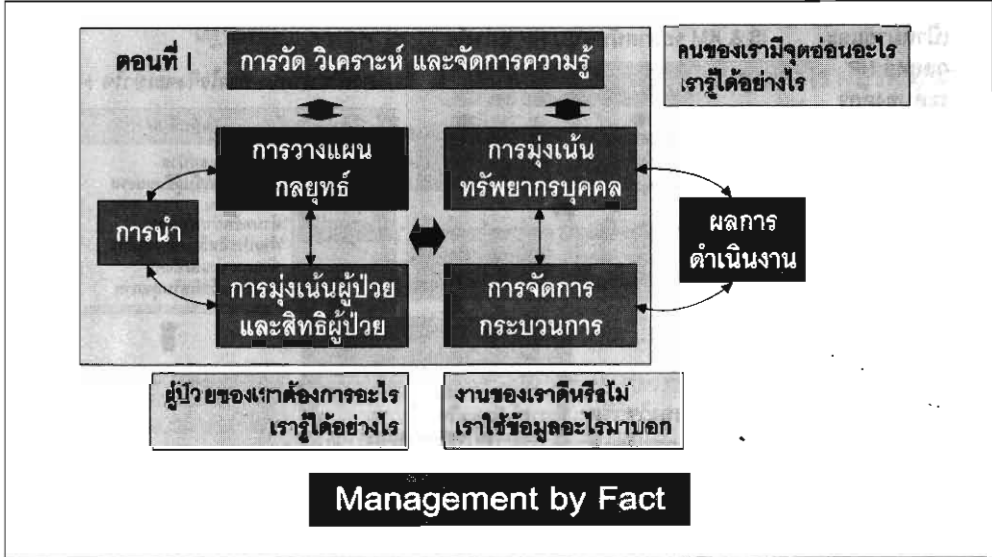 ตอนที่ I
การวัด วิเคราะห์ และจัดการความรู้
คนของเรามีจุดอ่อนอะไร
เรารู้ได้อย่างไร
การวางแผน
กลยุทธ์
การมุ่งเน้น
ทรัพยากรบุคคล
การนำ
ผลการ
ดำเนินงาน
การมุ่งเน้นผู้ป่วย
และสิทธิผู้ป่วย
การจัดการ
กระบวนการ
ผู้ป่วยของเราต้องการอะไร
เรารู้ได้อย่างไร
งานของเราดีหรือไม่
เราใช้ข้อมูลอะไรมาบอก
Management by Fact